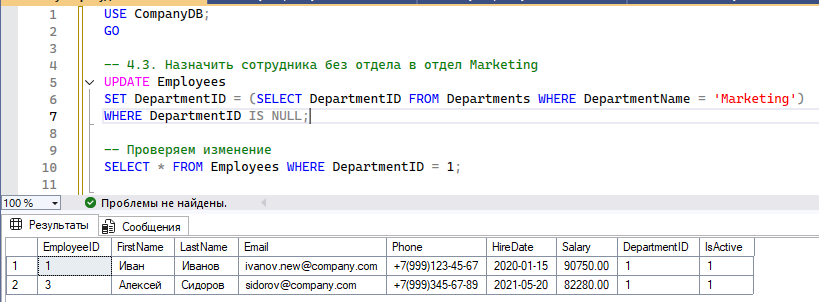 1 USE CompanyDB;
2 GO
3
4 -- 4.3. Назначить сотрудника без отдела в отдел Marketing
5 UPDATE Employees
6 SET DepartmentID = (SELECT DepartmentID FROM Departments WHERE DepartmentName = 'Marketing')
7 WHERE DepartmentID IS NULL;
8
9 -- Проверяем изменение
10 SELECT * FROM Employees WHERE DepartmentID = 1;
11
100 % Проблемы не найдены.
Результаты Сообщения
EmployeeID FirstName LastName Email Phone HireDate Salary DepartmentID IsActive
1 1 Иван Иванов ivanov.new@company.com +7(999)123-45-67 2020-01-15 90750.00 1 1
2 3 Алексей Сидоров sidorov@company.com +7(999)345-67-89 2021-05-20 82280.00 1 1